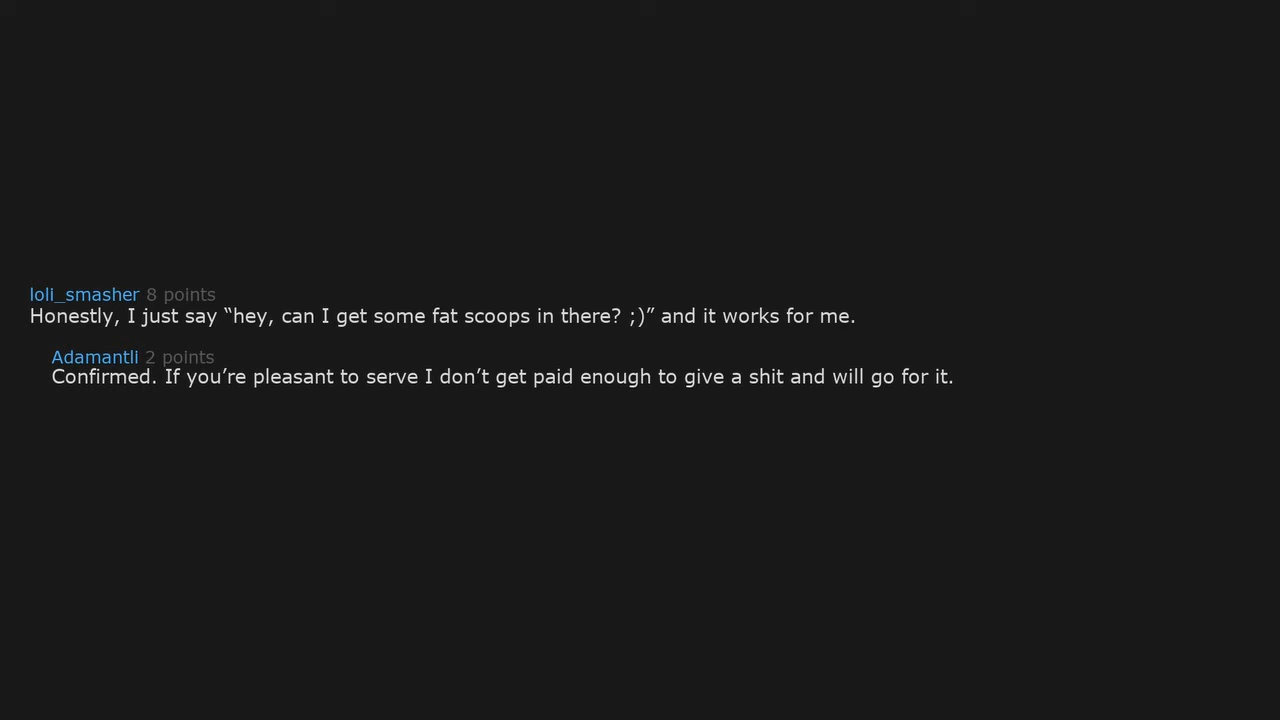 loli_smasher 8 points
Honestly, I just say “hey, can I get some fat scoops in there? ;)” and it works for me.
Adamantli 2 points
Confirmed. If you’re pleasant to serve I don’t get paid enough to give a shit and will go for it.